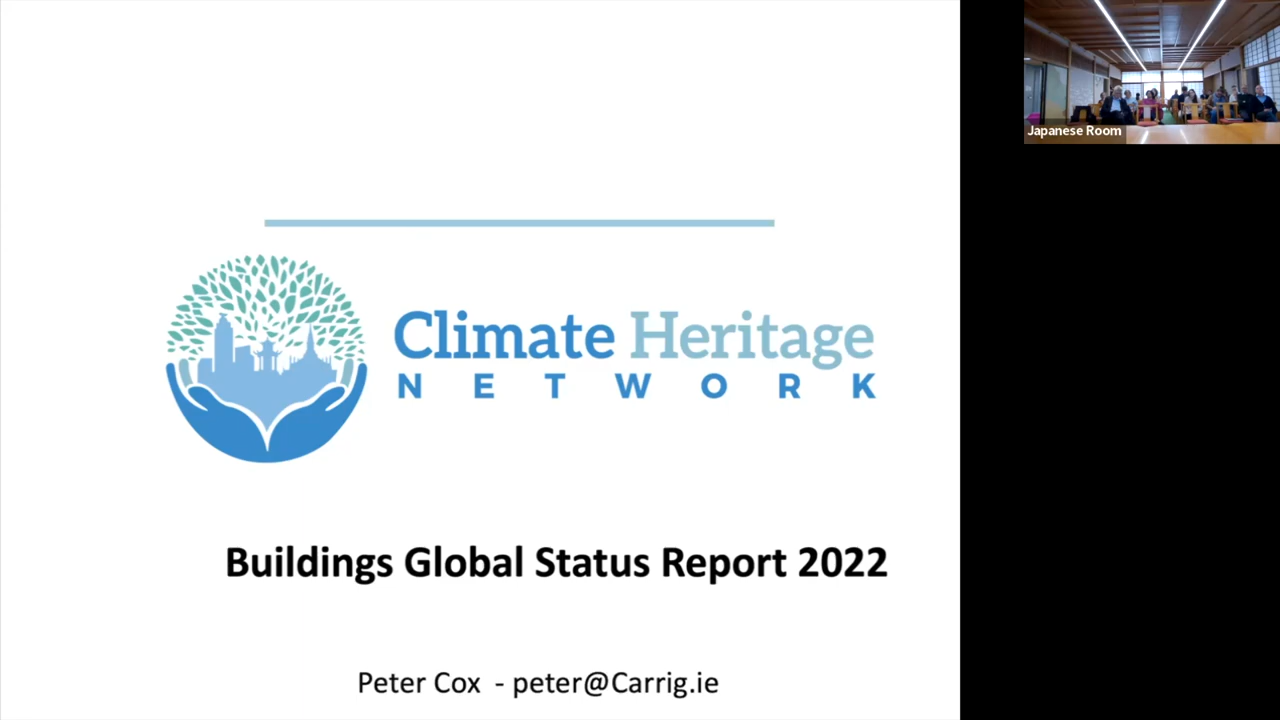 Climate Heritage
NETWORK
Buildings Global Status Report 2022
Peter Cox - peter@Carrig.ie
Japanese Room